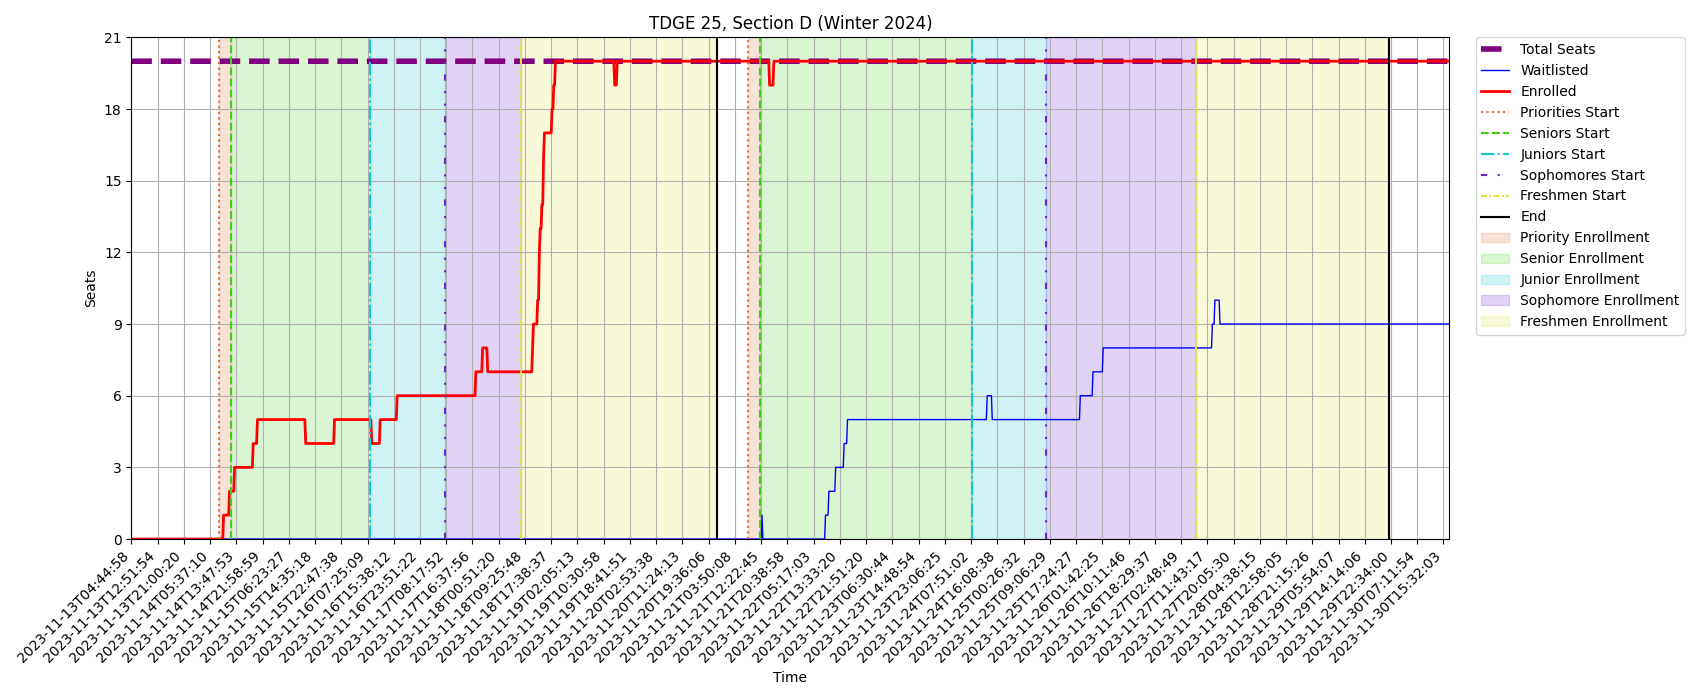 TDGE 25, Section D (Winter 2024)
21
18
15
12
9
6
3
0
Seats
2023-11-13T04:44:58
2023-11-13T12:51:54
2023-11-13T21:00:20
2023-11-14T05:37:10
2023-11-14T13:47:53
2023-11-14T21:58:59
2023-11-15T06:23:27
2023-11-15T14:35:18
2023-11-15T22:47:38
2023-11-16T07:25:09
2023-11-16T15:38:12
2023-11-16T23:51:22
2023-11-17T08:17:52
2023-11-17T16:37:56
2023-11-18T00:51:20
2023-11-18T09:25:48
2023-11-18T17:38:37
2023-11-19T02:05:13
2023-11-19T10:30:58
2023-11-19T18:41:51
2023-11-20T02:53:38
2023-11-20T11:24:13
2023-11-20T19:36:06
2023-11-21T03:50:08
2023-11-21T12:22:45
2023-11-21T20:38:58
2023-11-22T05:17:03
2023-11-22T13:33:20
2023-11-22T21:51:20
2023-11-23T06:30:44
2023-11-23T14:48:54
2023-11-23T23:06:25
2023-11-24T07:51:02
2023-11-24T16:08:38
2023-11-25T00:26:32
2023-11-25T09:06:29
2023-11-25T17:24:27
2023-11-26T01:42:25
2023-11-26T10:11:46
2023-11-26T18:29:37
2023-11-27T02:48:49
2023-11-27T11:43:17
2023-11-27T20:05:30
2023-11-28T04:38:15
2023-11-28T12:58:05
2023-11-28T21:15:26
2023-11-29T05:54:07
2023-11-29T14:14:06
2023-11-29T22:34:00
2023-11-30T07:11:54
2023-11-30T15:32:03
Time
Total Seats
Waitlisted
Enrolled
Priorities Start
Seniors Start
Juniors Start
Sophomores Start
Freshmen Start
End
Priority Enrollment
Senior Enrollment
Junior Enrollment
Sophomore Enrollment
Freshmen Enrollment